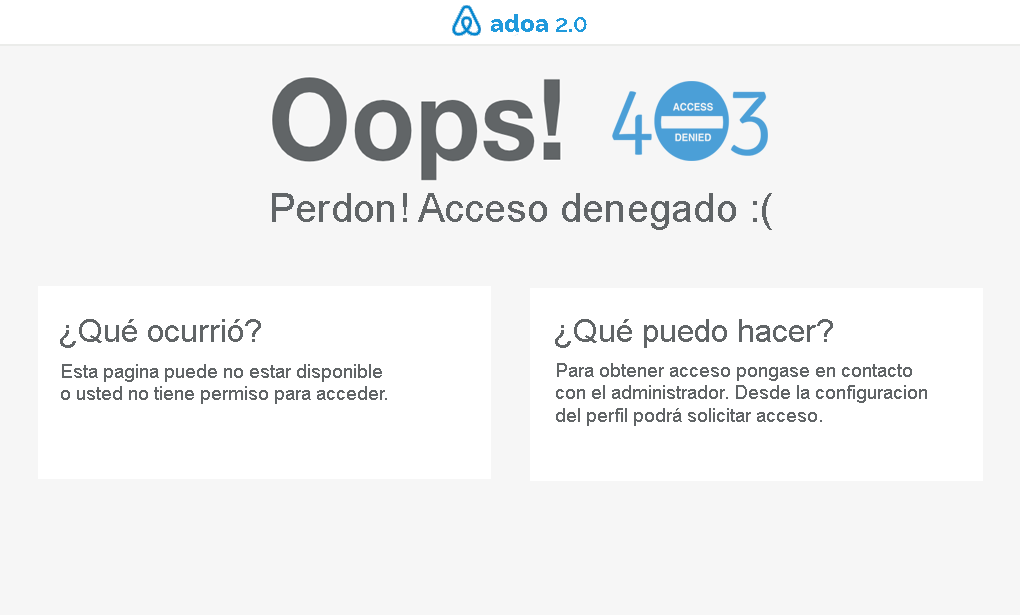 adoa 2.0
Oops! 403
ACCESS
DENIED
Perdon! Acceso denegado :(
¿Qué ocurrió?
Esta pagina puede no estar disponible
o usted no tiene permiso para acceder.
¿Qué puedo hacer?
Para obtener acceso pongase en contacto
con el administrador. Desde la configuracion
del perfil podrá solicitar acceso.